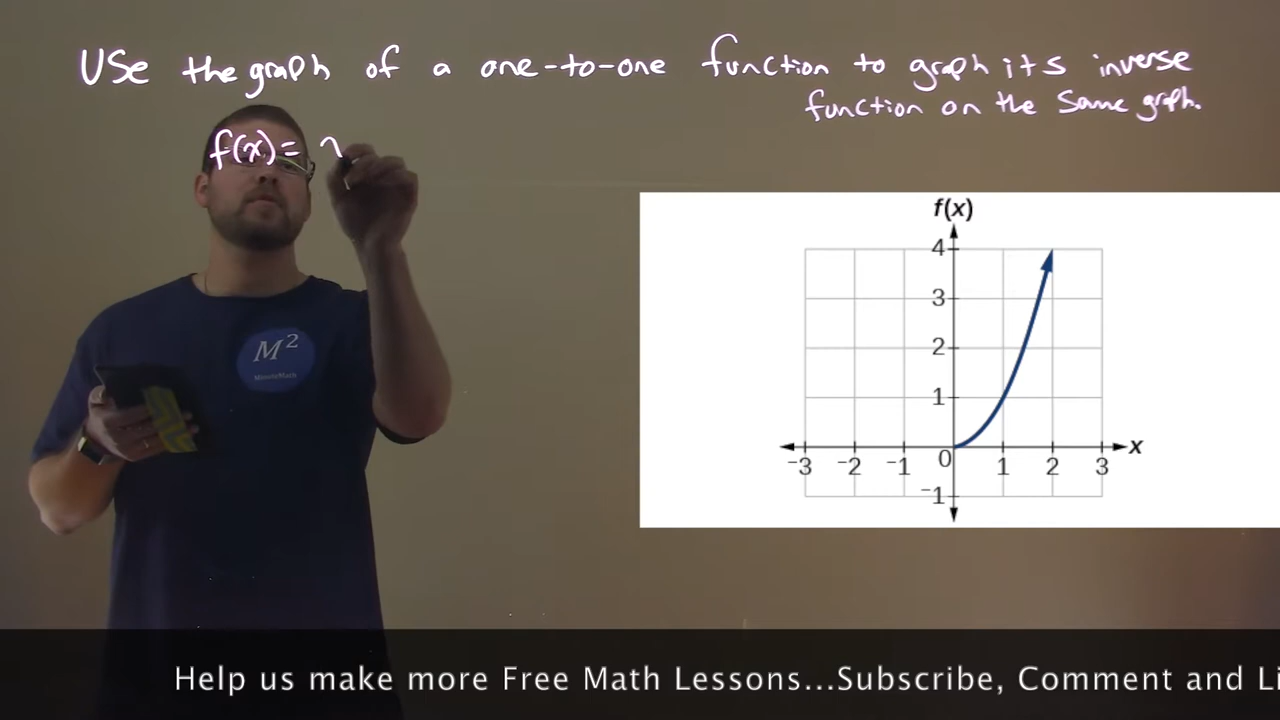 Use the graph of a one-to-one function to graph its inverse
function on the same graph.
f(x)=
M²
MinuteMath
f(x)
4
3
2
1
-3 -2 -1 0 1 2 3 x
-1
Help us make more Free Math Lessons...Subscribe, Comment and Li